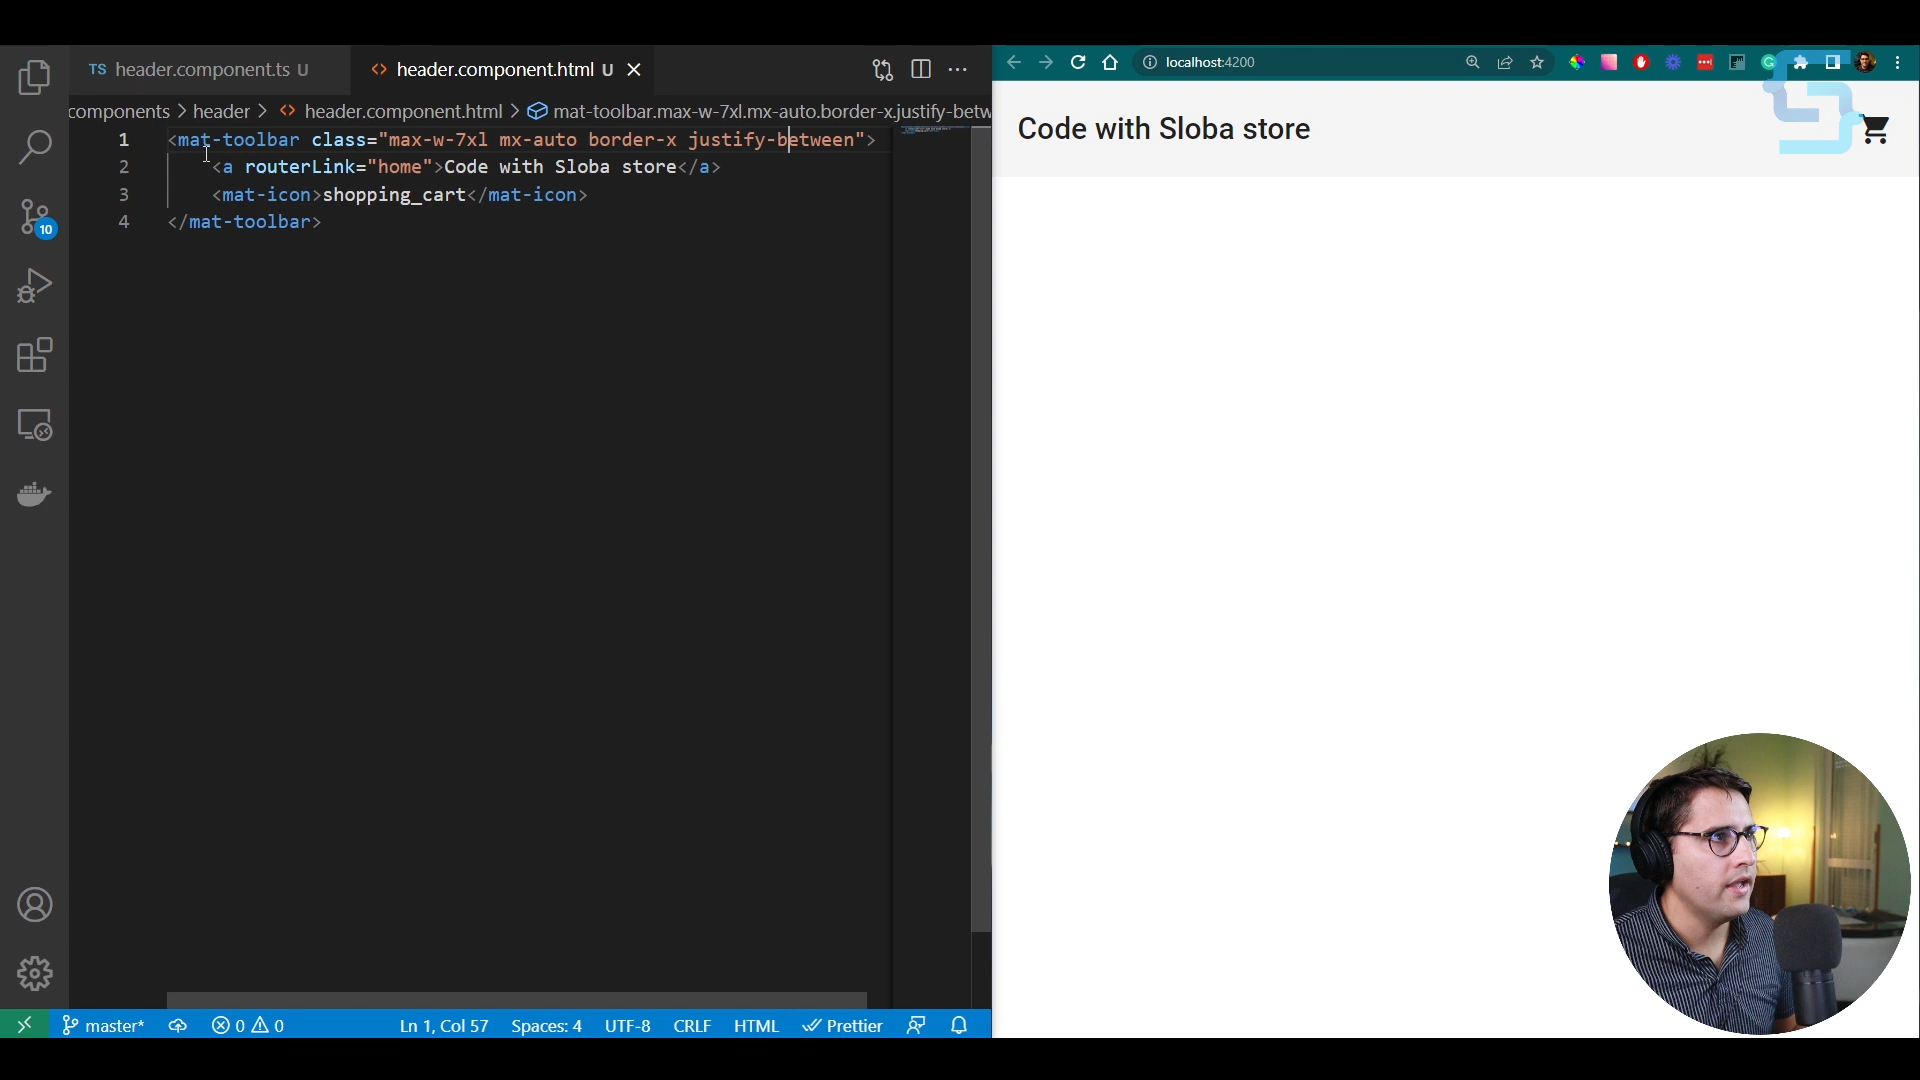 TS header.component.ts U
<> header.component.html U
components > header > <> header.component.html > mat-toolbar.max-w-7xl.mx-auto.border-x.justify-betw
1 <mat-toolbar class="max-w-7xl mx-auto border-x justify-between">
2 <a routerLink="home">Code with Sloba store</a>
3 <mat-icon>shopping_cart</mat-icon>
4 </mat-toolbar>
10
master* 0 0 Ln 1, Col 57 Spaces: 4 UTF-8 CRLF HTML Prettier
localhost:4200
Code with Sloba store